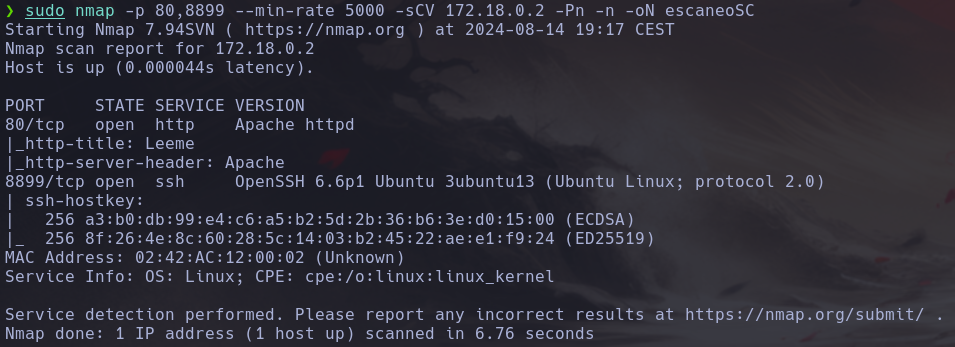 ❯ sudo nmap -p 80,8899 --min-rate 5000 -sCV 172.18.0.2 -Pn -n -oN escaneoSC
Starting Nmap 7.94SVN ( https://nmap.org ) at 2024-08-14 19:17 CEST
Nmap scan report for 172.18.0.2
Host is up (0.000044s latency).

PORT     STATE SERVICE VERSION
80/tcp   open  http    Apache httpd
|_http-title: Leeme
|_http-server-header: Apache
8899/tcp open  ssh     OpenSSH 6.6p1 Ubuntu 3ubuntu13 (Ubuntu Linux; protocol 2.0)
| ssh-hostkey:
|   256 a3:b0:db:99:e4:c6:a5:b2:5d:2b:36:b6:3e:d0:15:00 (ECDSA)
|_  256 8f:26:4e:8c:60:28:5c:14:03:b2:45:22:ae:e1:f9:24 (ED25519)
MAC Address: 02:42:AC:12:00:02 (Unknown)
Service Info: OS: Linux; CPE: cpe:/o:linux:linux_kernel

Service detection performed. Please report any incorrect results at https://nmap.org/submit/ .
Nmap done: 1 IP address (1 host up) scanned in 6.76 seconds